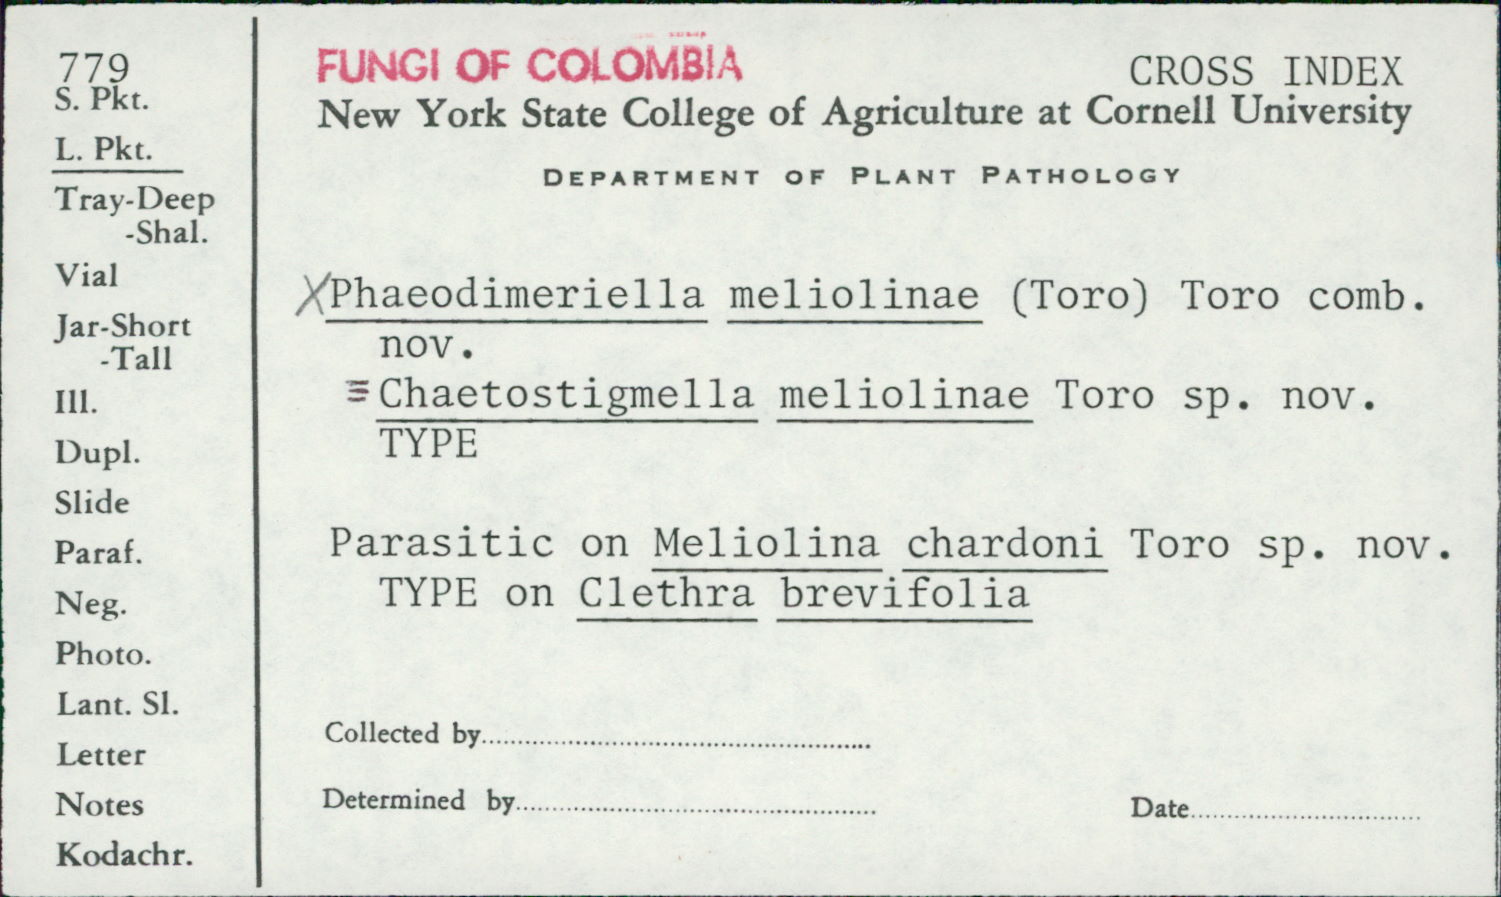 779
S. Pkt.
L. Pkt.
Tray-Deep
-Shal.
Vial
Jar-Short
-Tall
Ill.
Dupl.
Slide
Paraf.
Neg.
Photo.
Lant. Sl.
Letter
Notes
Kodachr.
FUNGI OF COLOMBIA
CROSS INDEX
New York State College of Agriculture at Cornell University
DEPARTMENT OF PLANT PATHOLOGY
XPhaeodimeriella meliolinae (Toro) Toro comb.
nov.
≡Chaetostigmella meliolinae Toro sp. nov.
TYPE
Parasitic on Meliolina chardoni Toro sp. nov.
TYPE on Clethra brevifolia
Collected by
Determined by
Date